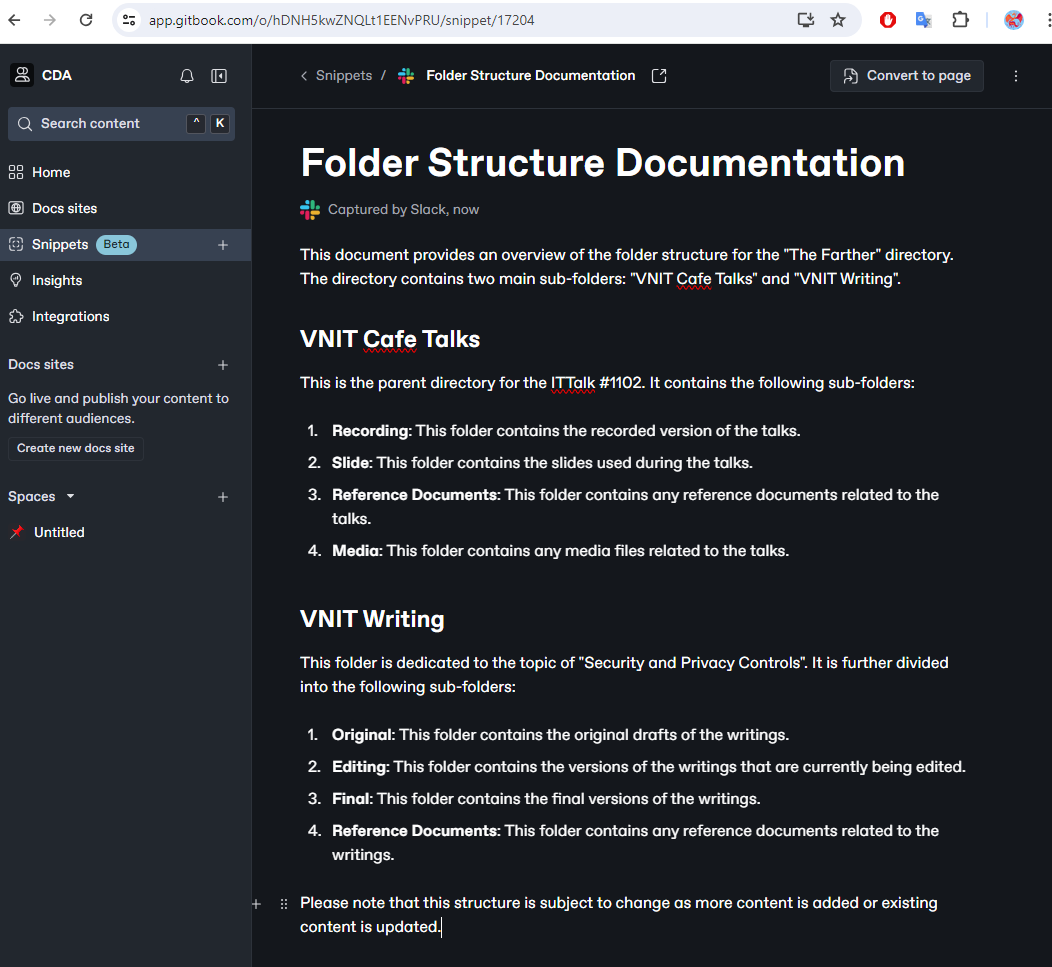 app.gitbook.com/o/hDNH5kwZNQLt1EENvPRU/snippet/17204
CDA
Search content
^ K
Home
Docs sites
Snippets Beta +
Insights
Integrations
Docs sites +
Go live and publish your content to
different audiences.
Create new docs site
Spaces +
Untitled
Snippets / Folder Structure Documentation
Convert to page
Folder Structure Documentation
Captured by Slack, now
This document provides an overview of the folder structure for the "The Farther" directory.
The directory contains two main sub-folders: "VNIT Cafe Talks" and "VNIT Writing".
VNIT Cafe Talks
This is the parent directory for the ITTalk #1102. It contains the following sub-folders:
1. Recording: This folder contains the recorded version of the talks.
2. Slide: This folder contains the slides used during the talks.
3. Reference Documents: This folder contains any reference documents related to the
talks.
4. Media: This folder contains any media files related to the talks.
VNIT Writing
This folder is dedicated to the topic of "Security and Privacy Controls". It is further divided
into the following sub-folders:
1. Original: This folder contains the original drafts of the writings.
2. Editing: This folder contains the versions of the writings that are currently being edited.
3. Final: This folder contains the final versions of the writings.
4. Reference Documents: This folder contains any reference documents related to the
writings.
Please note that this structure is subject to change as more content is added or existing
content is updated.